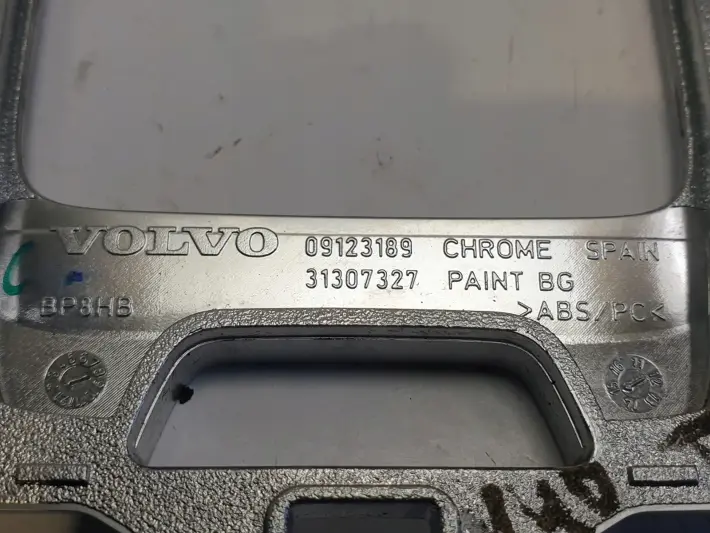 VOLVO 09123189 CHROME SPAIN
31307327 PAINT BG
BP8HB >ABS/PC<